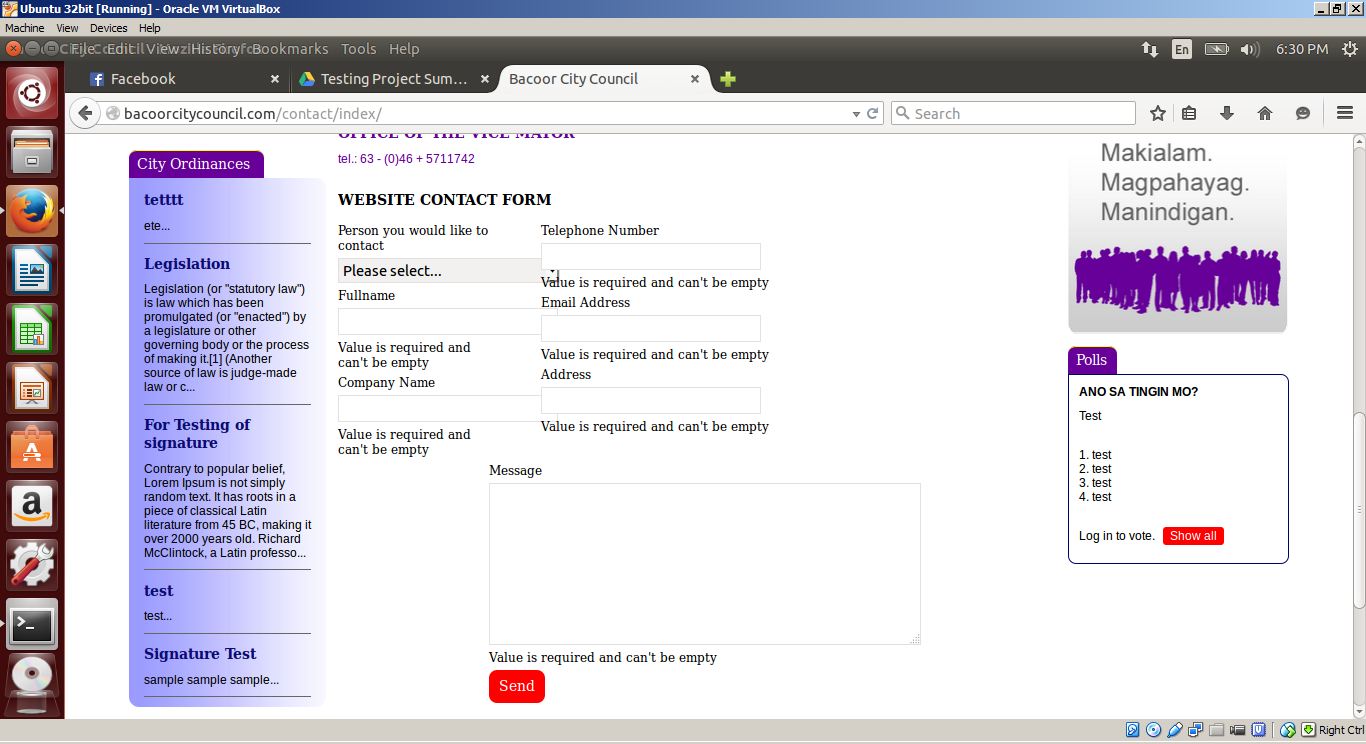 Ubuntu 32bit [Running] - Oracle VM VirtualBox
Machine View Devices Help
File Edit View History Bookmarks Tools Help
En
6:30 PM
Facebook
Testing Project Sum...
Bacoor City Council
bacoorcitycouncil.com/contact/index/
Search
OFFICE OF THE VICE MAYOR
tel.: 63 - (0)46 + 5711742
City Ordinances
tetttt
ete...
Legislation
Legislation (or "statutory law")
is law which has been
promulgated (or "enacted") by
a legislature or other
governing body or the process
of making it.[1] (Another
source of law is judge-made
law or c...
For Testing of
signature
Contrary to popular belief,
Lorem Ipsum is not simply
random text. It has roots in a
piece of classical Latin
literature from 45 BC, making it
over 2000 years old. Richard
McClintock, a Latin professo...
test
test...
Signature Test
sample sample sample...
WEBSITE CONTACT FORM
Person you would like to
contact
Please select...
Fullname
Value is required and
can't be empty
Company Name
Value is required and
can't be empty
Telephone Number
Value is required and can't be empty
Email Address
Value is required and can't be empty
Address
Value is required and can't be empty
Message
Value is required and can't be empty
Send
Makialam.
Magpahayag.
Manindigan.
Polls
ANO SA TINGIN MO?
Test
1. test
2. test
3. test
4. test
Log in to vote. Show all
Right Ctrl